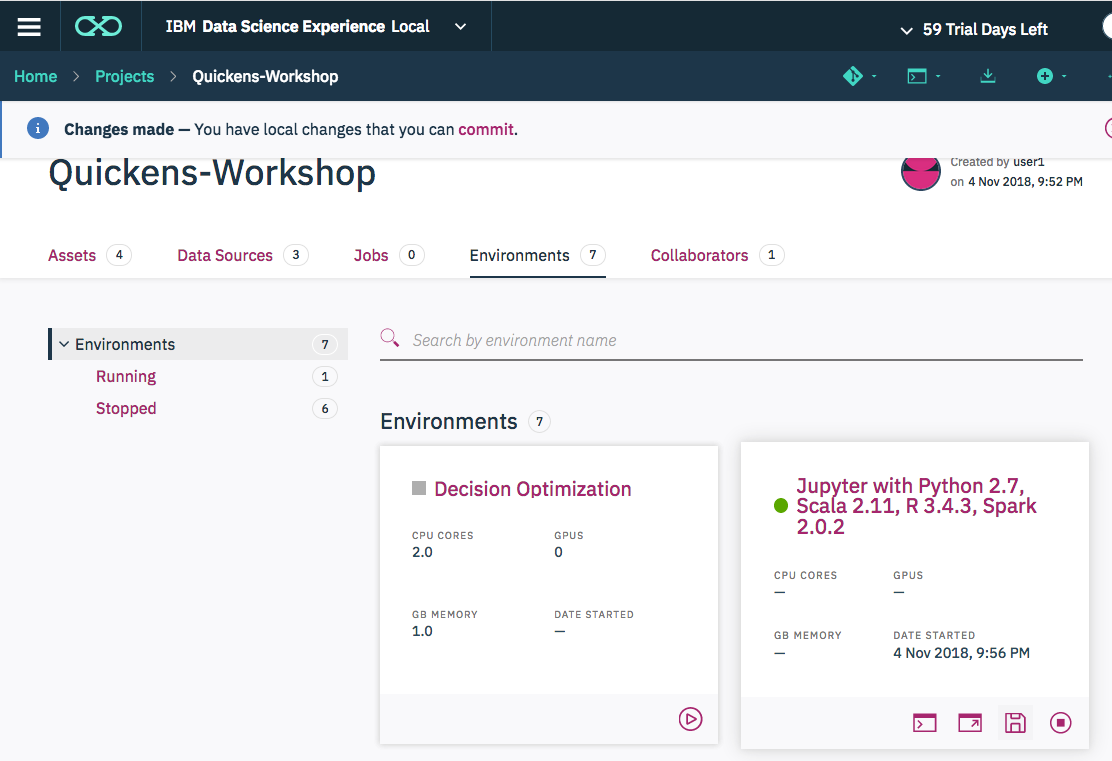 IBM Data Science Experience Local
59 Trial Days Left
Home > Projects > Quickens-Workshop
Changes made — You have local changes that you can commit.
Quickens-Workshop
Created by user1
on 4 Nov 2018, 9:52 PM
Assets 4 Data Sources 3 Jobs 0 Environments 7 Collaborators 1
Environments 7
Running 1
Stopped 6
Search by environment name
Environments 7
Decision Optimization
CPU CORES GPUS
2.0 0
GB MEMORY DATE STARTED
1.0 —
Jupyter with Python 2.7,
Scala 2.11, R 3.4.3, Spark
2.0.2
CPU CORES GPUS
— —
GB MEMORY DATE STARTED
— 4 Nov 2018, 9:56 PM